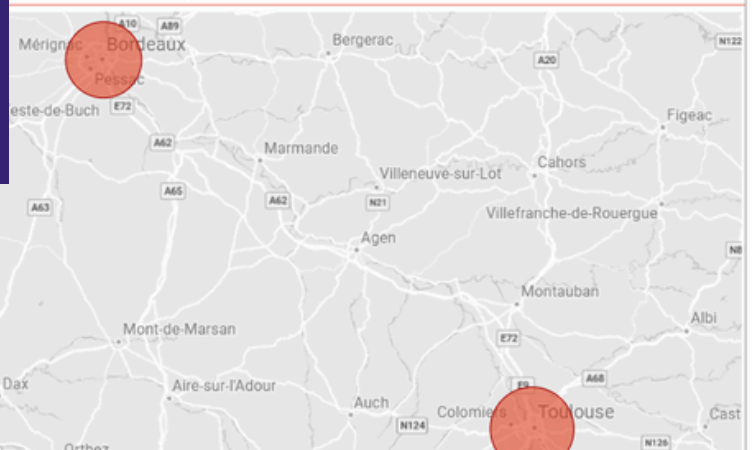 A10
A89
Mérignac
Bordeaux
Bergerac
N122
A20
Pessac
E72
este-de-Buch
Figeac
A62
Marmande
Cahors
Villeneuve-sur-Lot
A65
A62
N21
A63
Villefranche-de-Rouergue
Agen
N8
Montauban
Albi
Mont-de-Marsan
E72
A68
Dax
Aire-sur-l'Adour
E9
Auch
Colomiers
Toulouse
Cast
N124
N126
Orthez